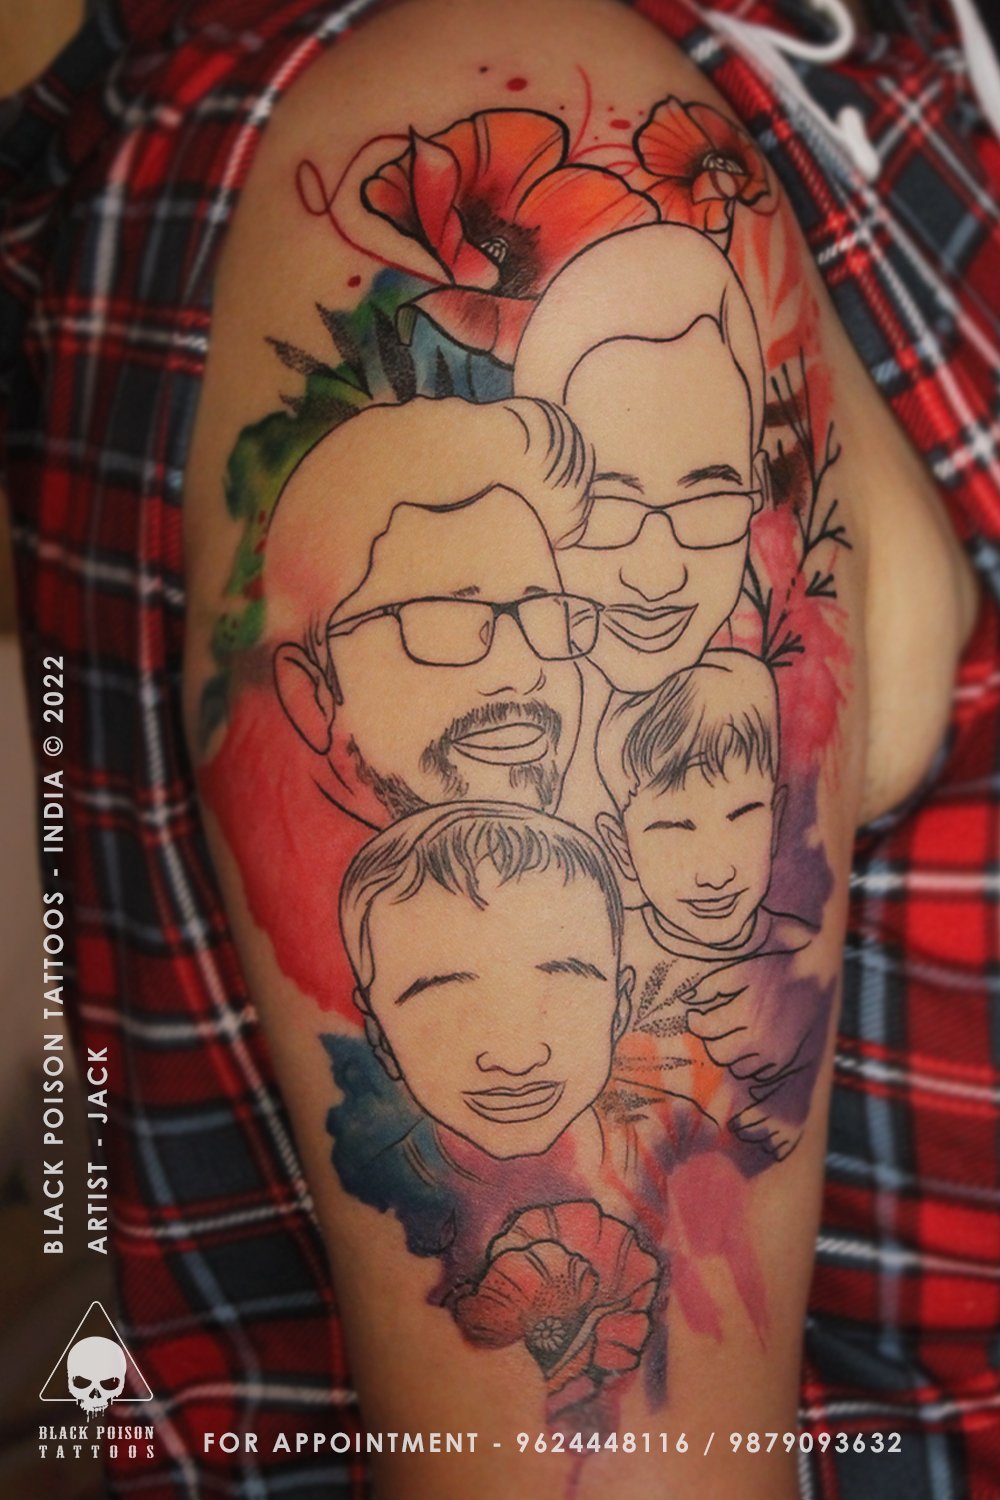 BLACK POISON TATTOOS - INDIA © 2022
ARTIST - JACK
BLACK POISON
TATTOOS
FOR APPOINTMENT - 9624448116 / 9879093632